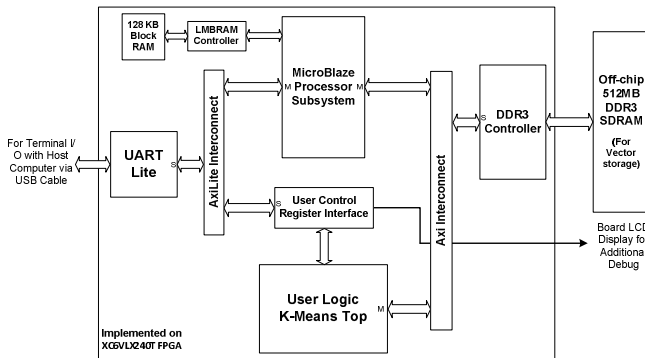 128 KB
Block
RAM
LMBRAM
Controller
MicroBlaze
Processor
Subsystem
M
M
AxiLite Interconnect
Axi Interconnect
S
DDR3
Controller
Off-chip
512MB
DDR3
SDRAM
(For
Vector
storage)
For Terminal I/
O with Host
Computer via
USB Cable
UART
Lite
S
S
User Control
Register Interface
Board LCD
Display for
Additional
Debug
User Logic
K-Means Top
M
Implemented on
XC6VLX240T FPGA